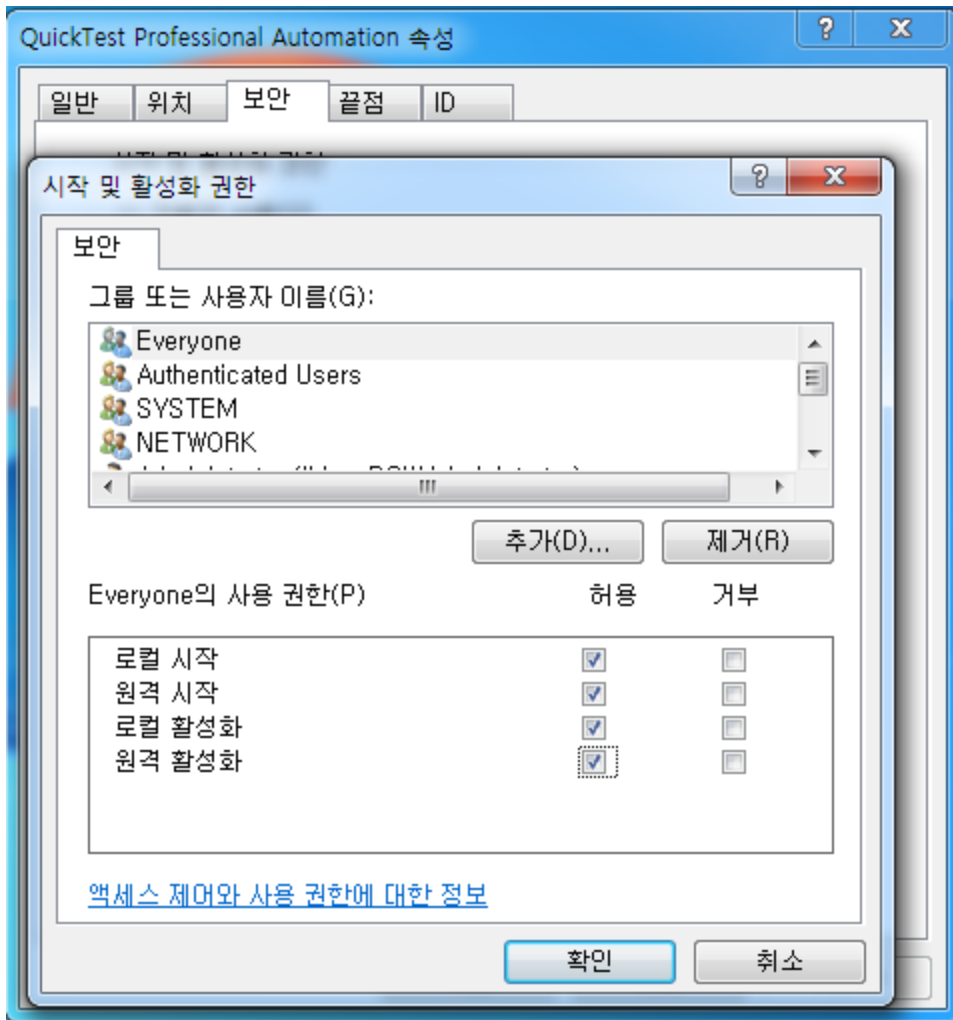 QuickTest Professional Automation 속성
일반 위치 보안 끝점 ID
시작 및 활성화 권한
보안
그룹 또는 사용자 이름(G):
Everyone
Authenticated Users
SYSTEM
NETWORK
추가(D)... 제거(R)
Everyone의 사용 권한(P) 허용 거부
로컬 시작
원격 시작
로컬 활성화
원격 활성화
액세스 제어와 사용 권한에 대한 정보
확인 취소